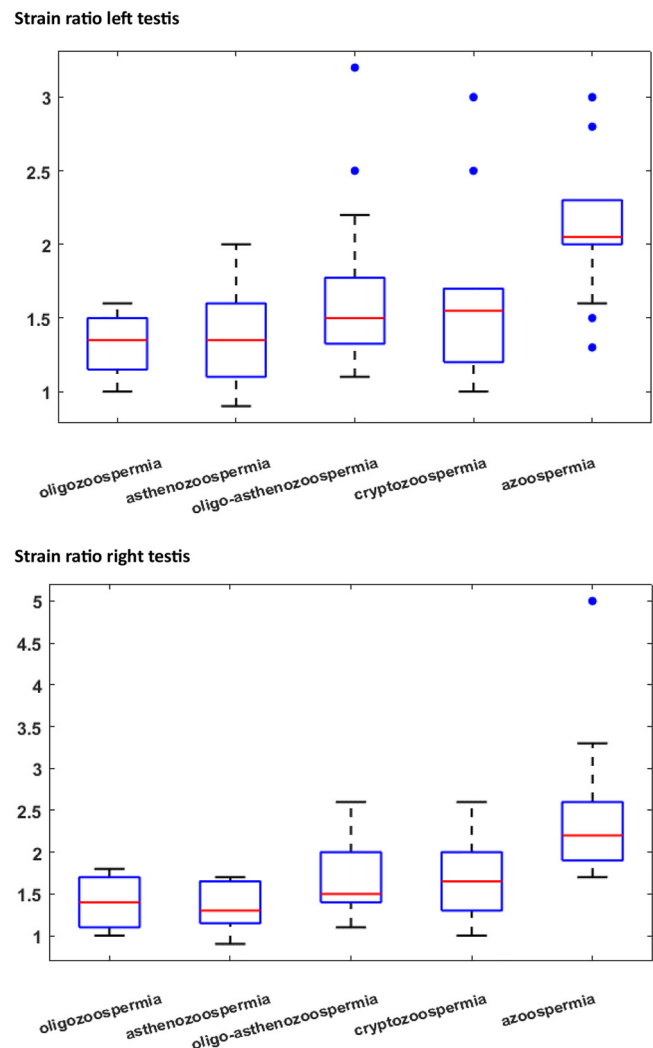 Strain ratio left testis
3
2.5
2
1.5
1
oligozoospermia
asthenozoospermia
oligo-asthenozoospermia
cryptozoospermia
azoospermia
Strain ratio right testis
5
4.5
4
3.5
3
2.5
2
1.5
1
oligozoospermia
asthenozoospermia
oligo-asthenozoospermia
cryptozoospermia
azoospermia